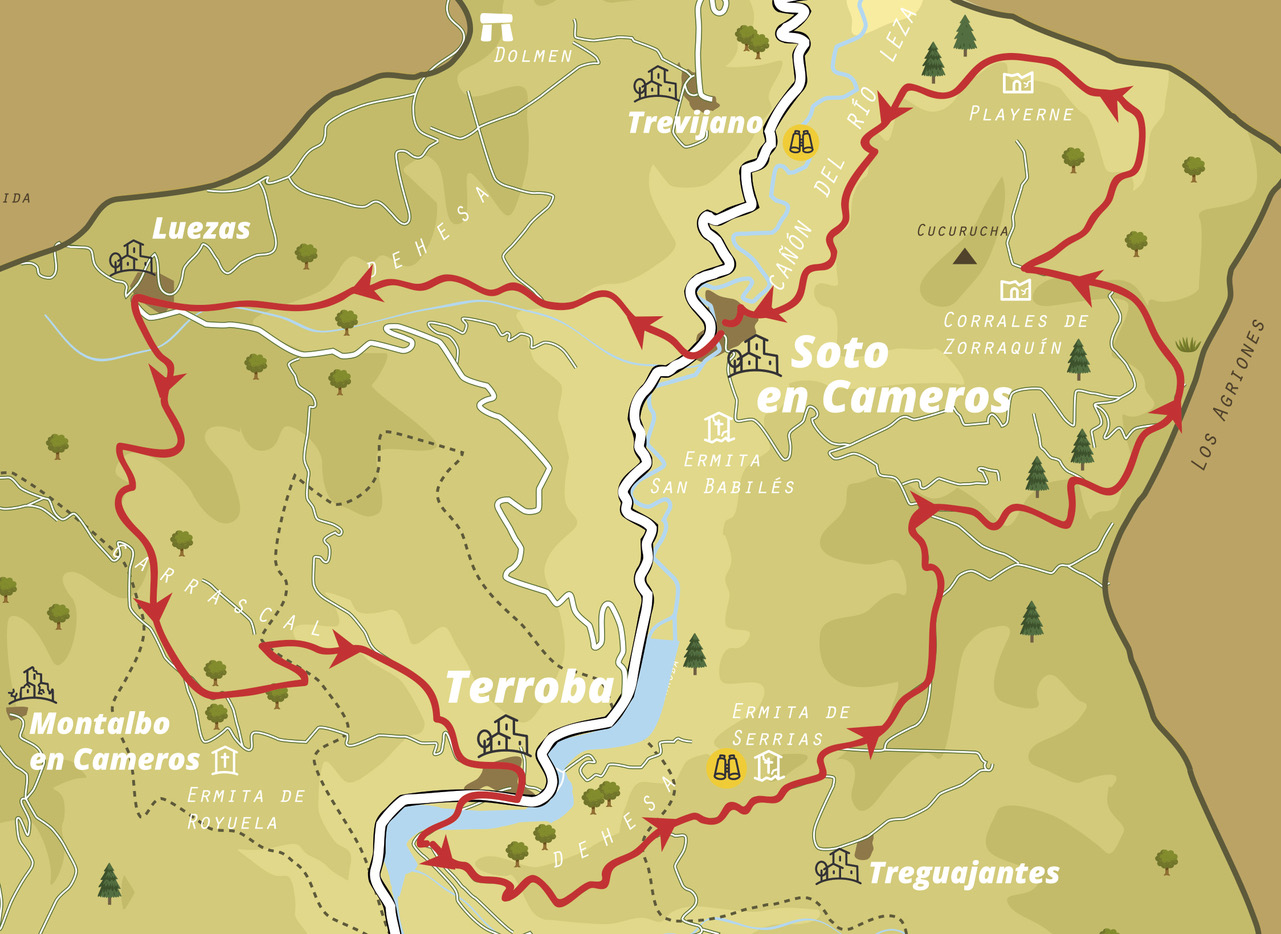 Dolmen
Trevijano
CAÑÓN DEL RÍO LEZA
Playerne
IDA
Luezas
DEHESA
Cucurucha
Corrales de
Zorraquín
Soto
en Cameros
Los Agriones
Ermita
San Babilés
CARRASCAL
Terroba
Montalbo
en Cameros
Ermita de
Royuela
Ermita de
Serrias
DEHESA
Treguajantes